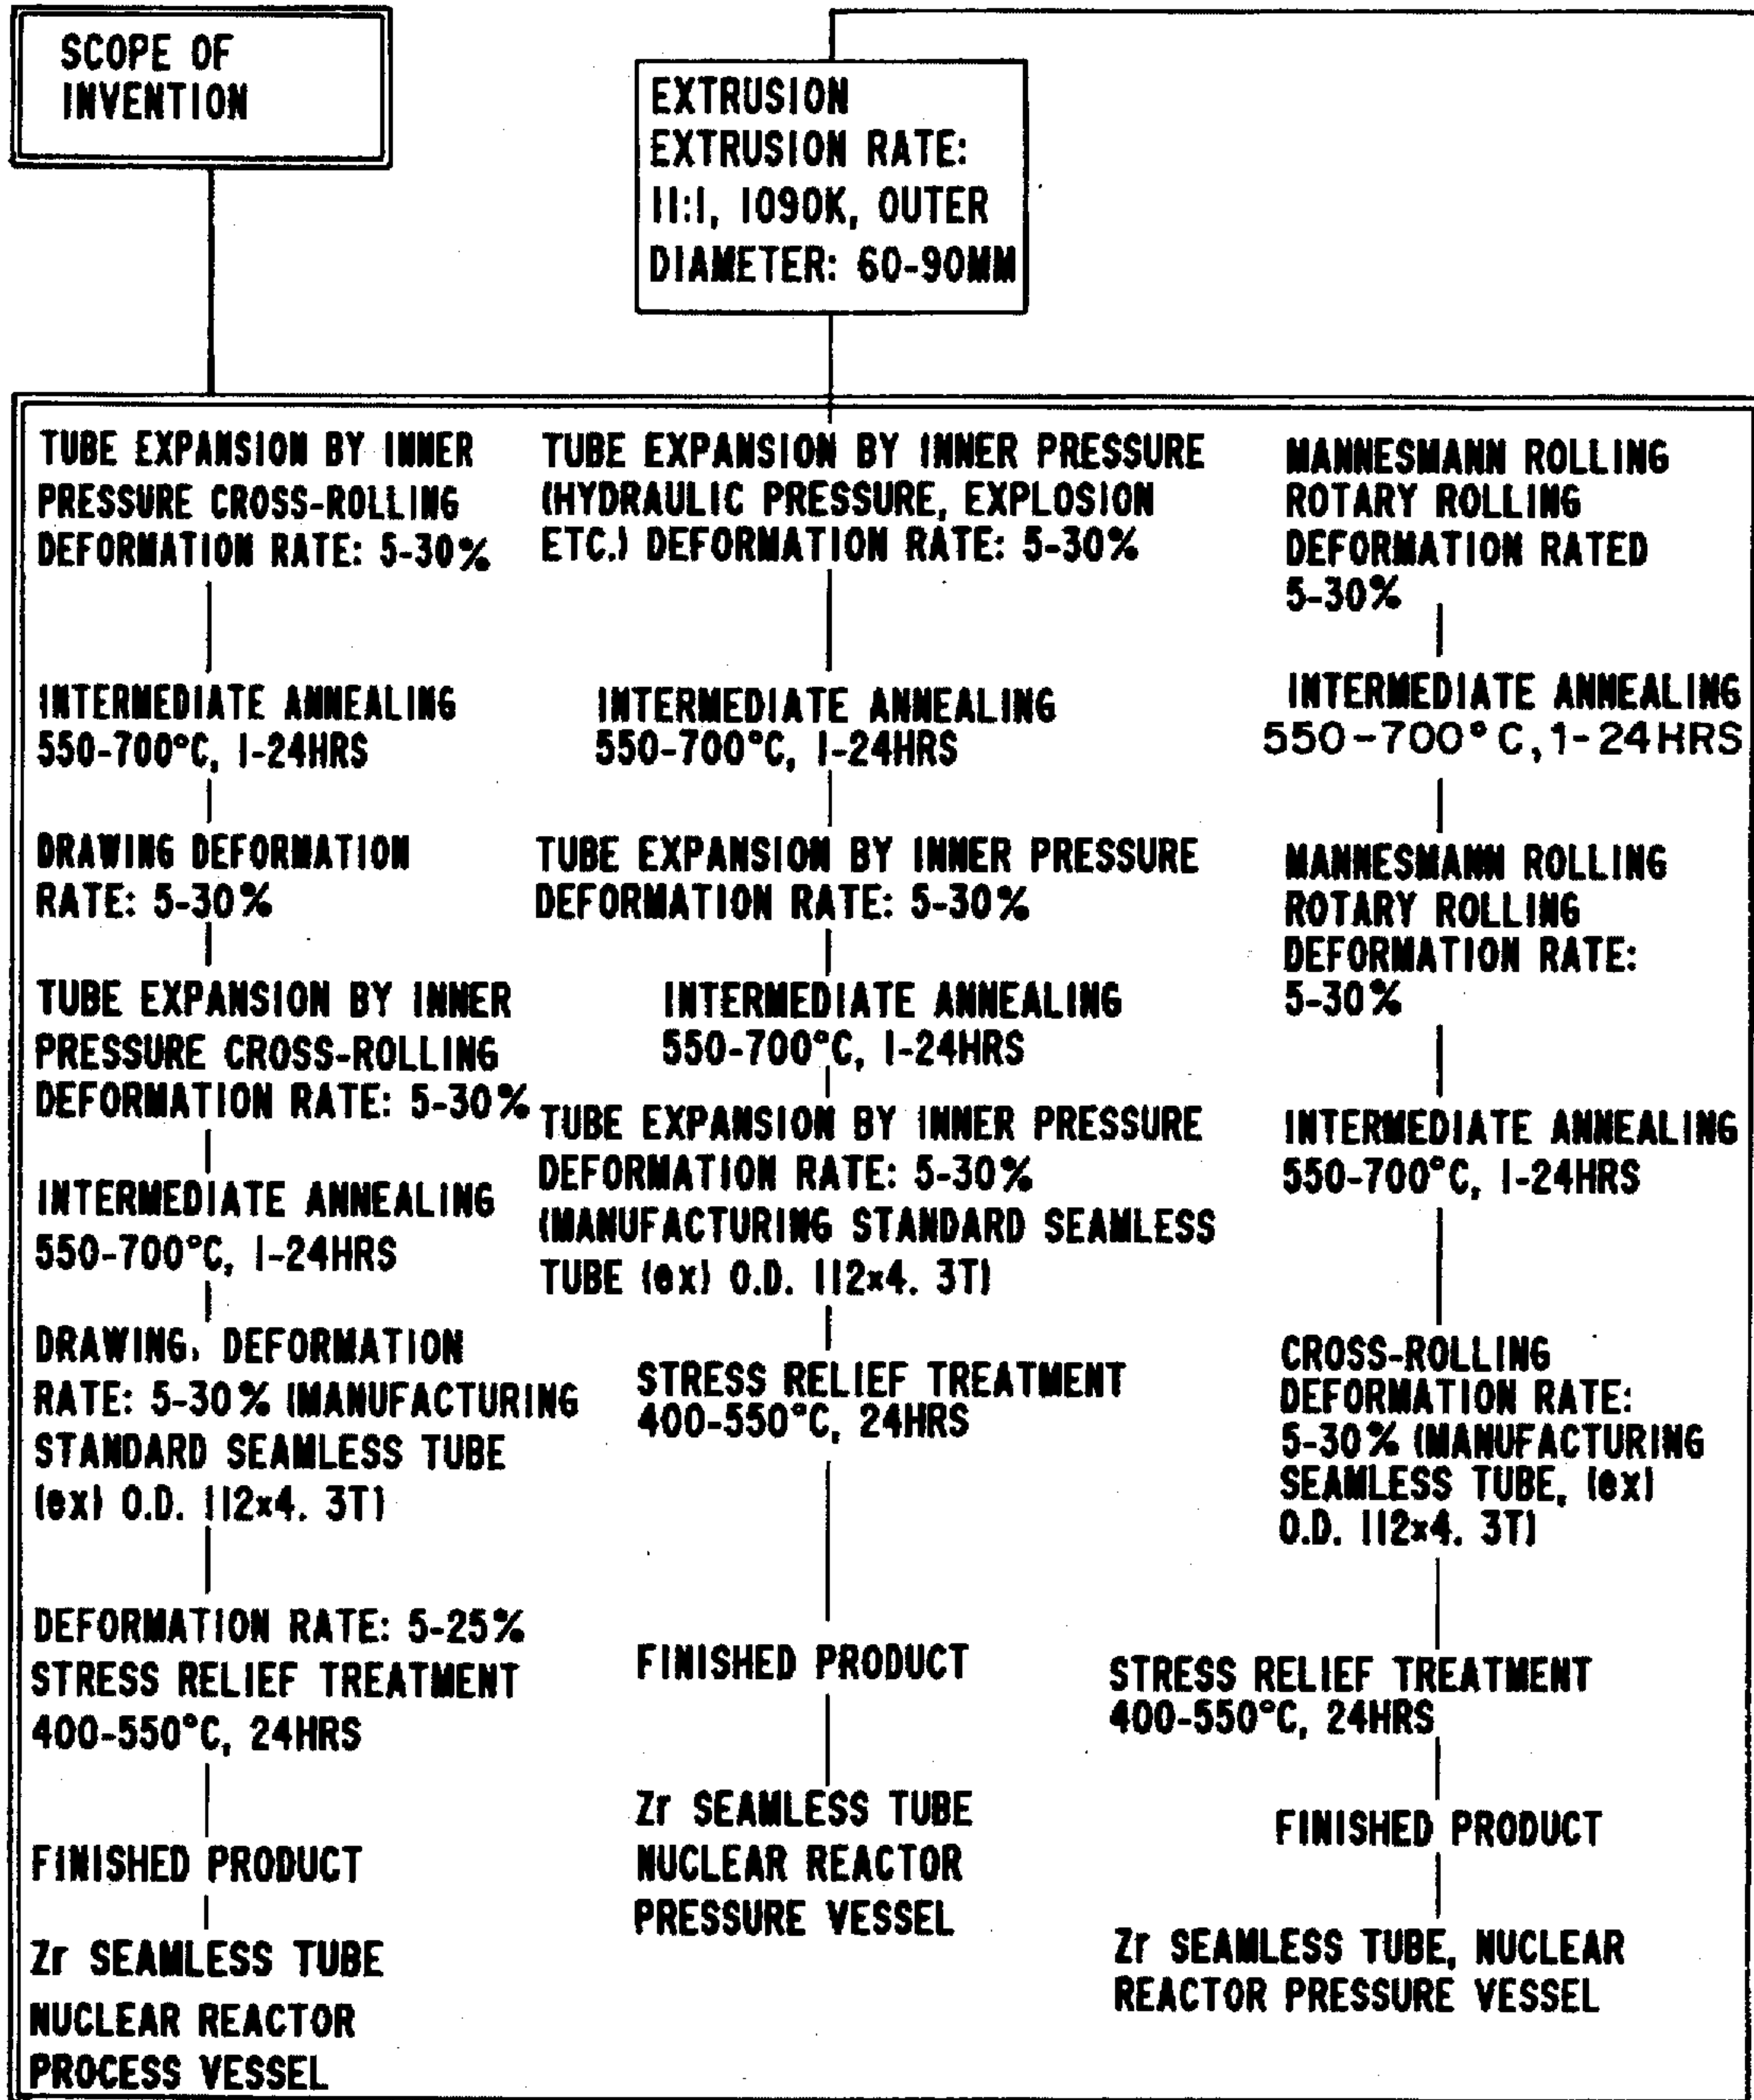 SCOPE OF
INVENTION
EXTRUSION
EXTRUSION RATE:
11:1, 1090K, OUTER
DIAMETER: 60-90MM
TUBE EXPANSION BY INNER
PRESSURE CROSS-ROLLING
DEFORMATION RATE: 5-30%
INTERMEDIATE ANNEALING
550-700°C, 1-24HRS
DRAWING DEFORMATION
RATE: 5-30%
TUBE EXPANSION BY INNER
PRESSURE CROSS-ROLLING
DEFORMATION RATE: 5-30%
INTERMEDIATE ANNEALING
550-700°C, 1-24HRS
DRAWING, DEFORMATION
RATE: 5-30% (MANUFACTURING
STANDARD SEAMLESS TUBE
(ex) O.D. 112x4. 3T)
DEFORMATION RATE: 5-25%
STRESS RELIEF TREATMENT
400-550°C, 24HRS
FINISHED PRODUCT
Zr SEAMLESS TUBE
NUCLEAR REACTOR
PROCESS VESSEL
TUBE EXPANSION BY INNER PRESSURE
(HYDRAULIC PRESSURE, EXPLOSION
ETC.) DEFORMATION RATE: 5-30%
INTERMEDIATE ANNEALING
550-700°C, 1-24HRS
TUBE EXPANSION BY INNER PRESSURE
DEFORMATION RATE: 5-30%
INTERMEDIATE ANNEALING
550-700°C, 1-24HRS
TUBE EXPANSION BY INNER PRESSURE
DEFORMATION RATE: 5-30%
(MANUFACTURING STANDARD SEAMLESS
TUBE (ex) O.D. 112x4. 3T)
STRESS RELIEF TREATMENT
400-550°C, 24HRS
FINISHED PRODUCT
Zr SEAMLESS TUBE
NUCLEAR REACTOR
PRESSURE VESSEL
MANNESMANN ROLLING
ROTARY ROLLING
DEFORMATION RATED
5-30%
INTERMEDIATE ANNEALING
550-700°C, 1-24HRS
MANNESMANN ROLLING
ROTARY ROLLING
DEFORMATION RATE:
5-30%
INTERMEDIATE ANNEALING
550-700°C, 1-24HRS
CROSS-ROLLING
DEFORMATION RATE:
5-30% (MANUFACTURING
SEAMLESS TUBE, (ex)
O.D. 112x4. 3T)
STRESS RELIEF TREATMENT
400-550°C, 24HRS
FINISHED PRODUCT
Zr SEAMLESS TUBE, NUCLEAR
REACTOR PRESSURE VESSEL